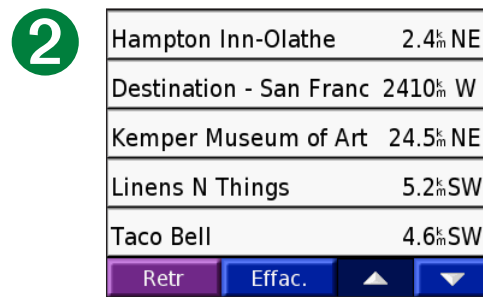 2
Hampton Inn-Olathe 2.4km NE
Destination - San Franc 2410km W
Kemper Museum of Art 24.5km NE
Linens N Things 5.2km SW
Taco Bell 4.6km SW
Retr Effac.